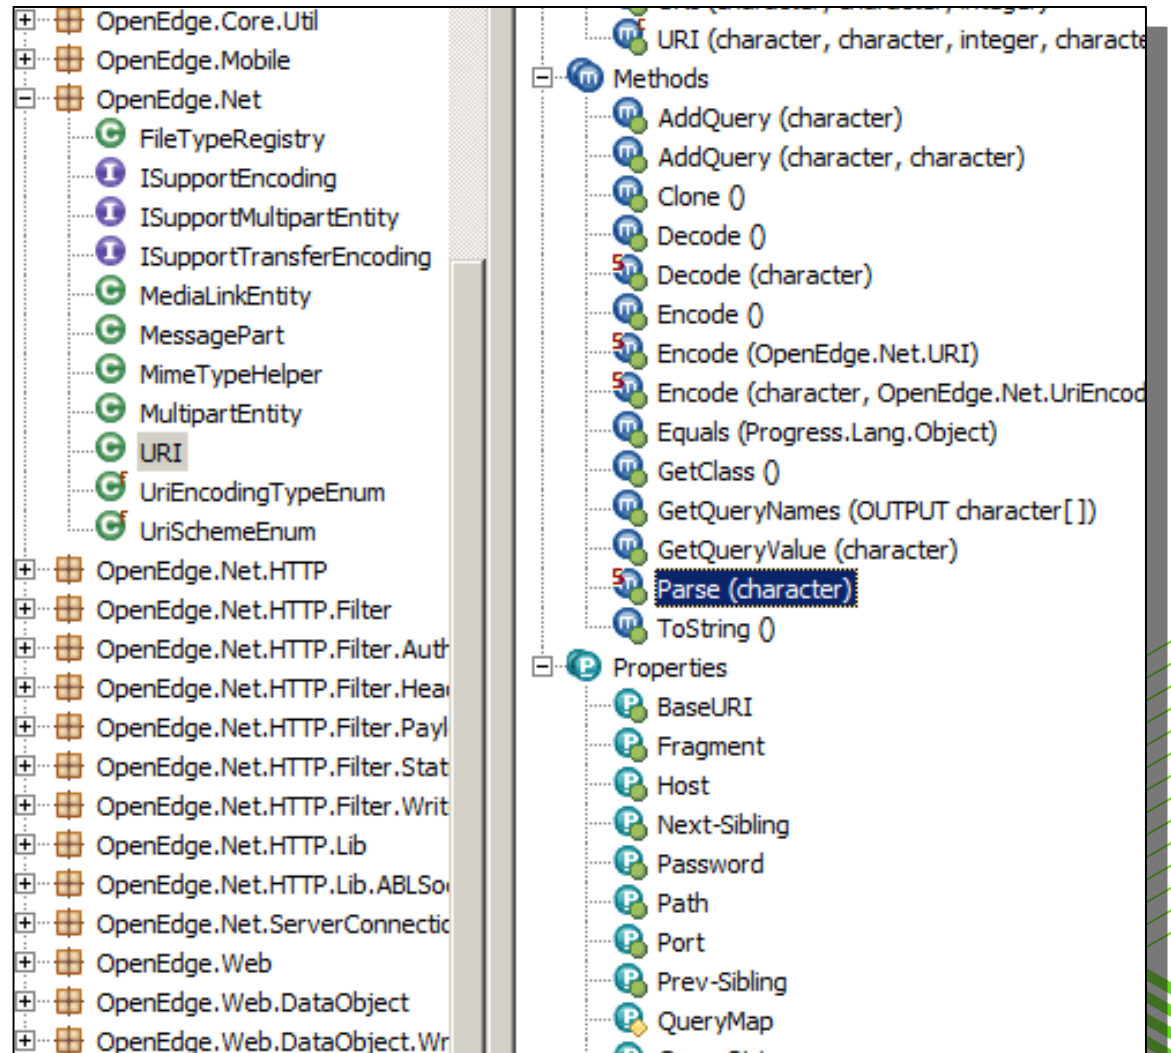 OpenEdge.Core.Util
OpenEdge.Mobile
OpenEdge.Net
FileTypeRegistry
ISupportEncoding
ISupportMultipartEntity
ISupportTransferEncoding
MediaLinkEntity
MessagePart
MimeTypeHelper
MultipartEntity
URI
UriEncodingTypeEnum
UriSchemeEnum
OpenEdge.Net.HTTP
OpenEdge.Net.HTTP.Filter
OpenEdge.Net.HTTP.Filter.Auth
OpenEdge.Net.HTTP.Filter.Head
OpenEdge.Net.HTTP.Filter.Payl
OpenEdge.Net.HTTP.Filter.Stat
OpenEdge.Net.HTTP.Filter.Writ
OpenEdge.Net.HTTP.Lib
OpenEdge.Net.HTTP.Lib.ABLSo
OpenEdge.Net.ServerConnectio
OpenEdge.Web
OpenEdge.Web.DataObject
OpenEdge.Web.DataObject.Wr
URI (character, character, integer, characte
Methods
AddQuery (character)
AddQuery (character, character)
Clone ()
Decode ()
Decode (character)
Encode ()
Encode (OpenEdge.Net.URI)
Encode (character, OpenEdge.Net.UriEncod
Equals (Progress.Lang.Object)
GetClass ()
GetQueryNames (OUTPUT character[])
GetQueryValue (character)
Parse (character)
ToString ()
Properties
BaseURI
Fragment
Host
Next-Sibling
Password
Path
Port
Prev-Sibling
QueryMap